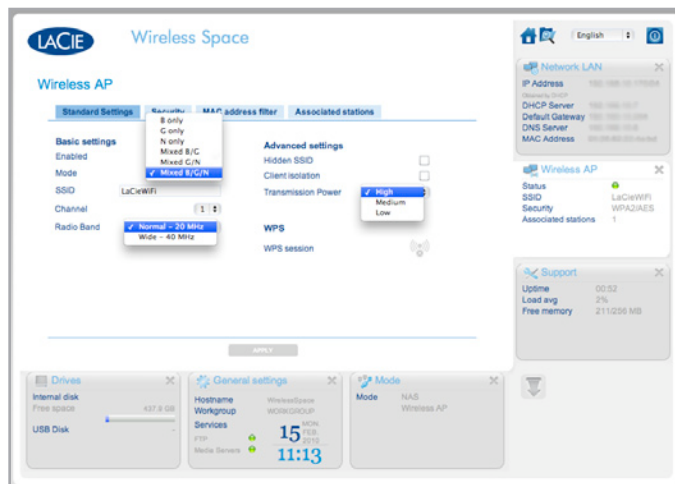 LACIE
Wireless Space
English
Wireless AP
Standard Settings
Security
MAC address filter
Associated stations
B only
G only
N only
Mixed B/G
Mixed G/N
✓ Mixed B/G/N
Basic settings
Enabled
Mode
SSID LaCieWiFi
Channel 1
Radio Band
✓ Normal - 20 MHz
Wide - 40 MHz
Advanced settings
Hidden SSID
Client isolation
Transmission Power
✓ High
Medium
Low
WPS
WPS session
APPLY
Network LAN
IP Address
Obtained by DHCP
DHCP Server
Default Gateway
DNS Server
MAC Address
Wireless AP
Status
SSID LaCieWiFi
Security WPA2/AES
Associated stations 1
Support
Uptime 00:52
Load avg 2%
Free memory 211/256 MB
Drives
Internal disk
Free space 437.8 GB
USB Disk -
General settings
Hostname WirelessSpace
Workgroup WORKGROUP
Services
FTP
Media Servers
15 MON
FEB.
2010
11:13
Mode
Mode NAS
Wireless AP